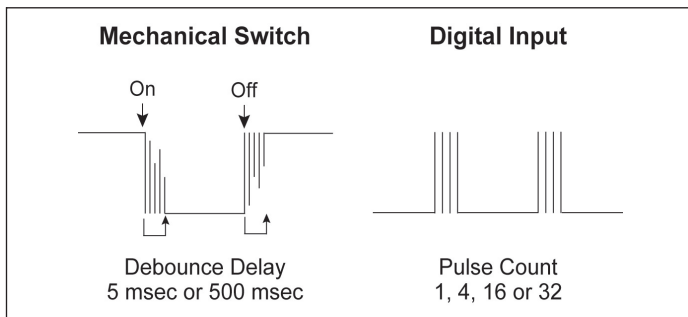 Mechanical Switch
Digital Input
On
Off
Debounce Delay
5 msec or 500 msec
Pulse Count
1, 4, 16 or 32